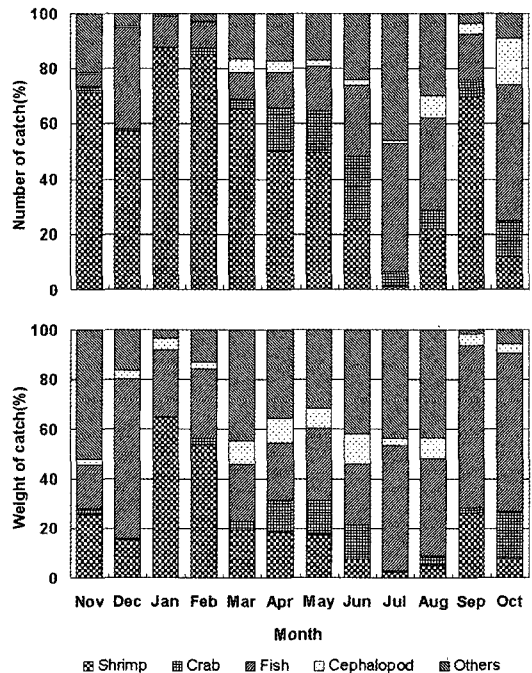 Number of catch(%)
100
80
60
40
20
0
Weight of catch(%)
100
80
60
40
20
0
Nov Dec Jan Feb Mar Apr May Jun Jul Aug Sep Oct
Month
Shrimp Crab Fish Cephalopod Others